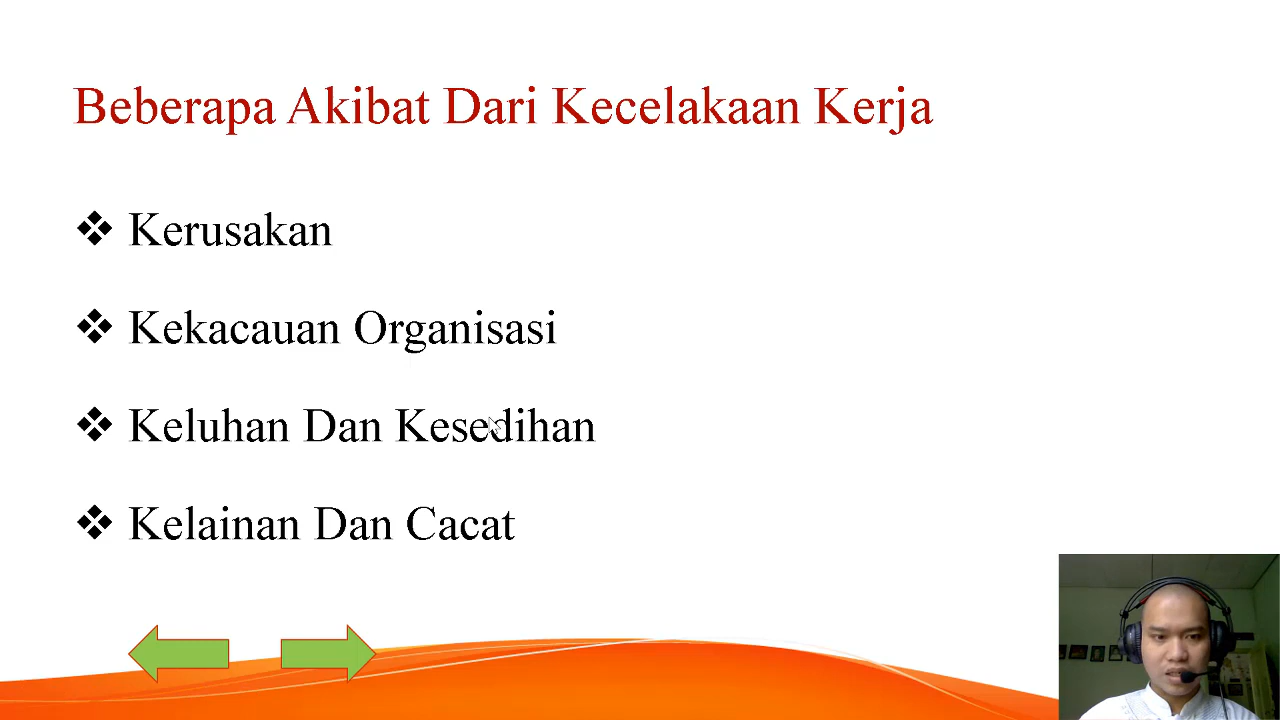 Beberapa Akibat Dari Kecelakaan Kerja
❖ Kerusakan
❖ Kekacauan Organisasi
❖ Keluhan Dan Kesedihan
❖ Kelainan Dan Cacat